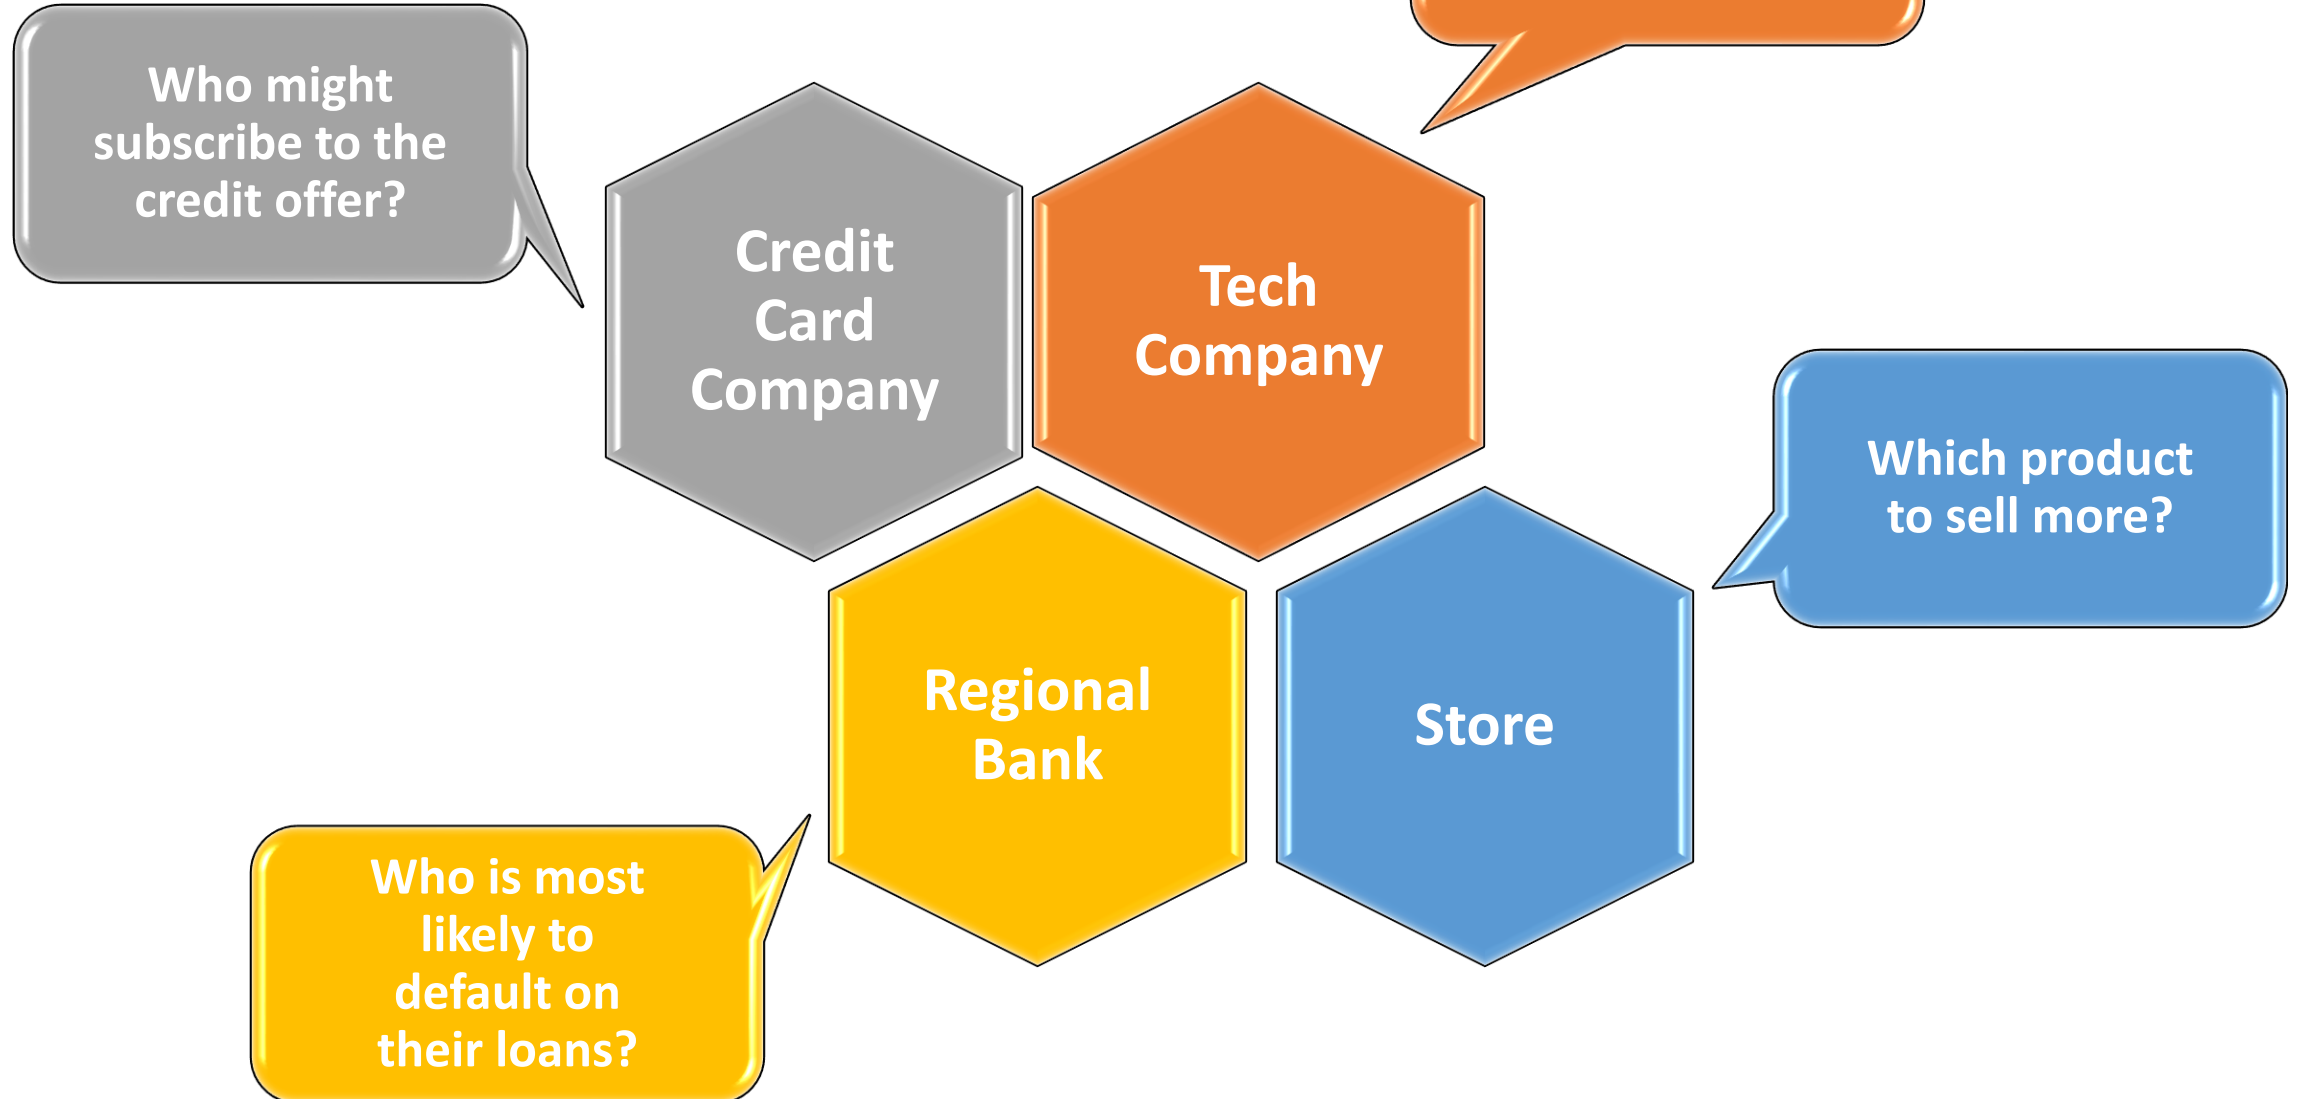 Who might
subscribe to the
credit offer?
Credit
Card
Company
Tech
Company
Which product
to sell more?
Regional
Bank
Store
Who is most
likely to
default on
their loans?